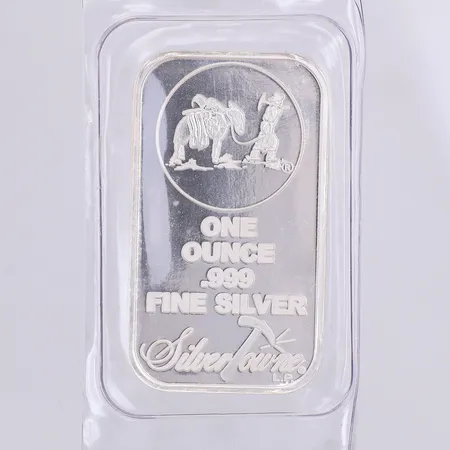 ®
ONE
OUNCE
.999
FINE SILVER
Silvertowne®
L.P.